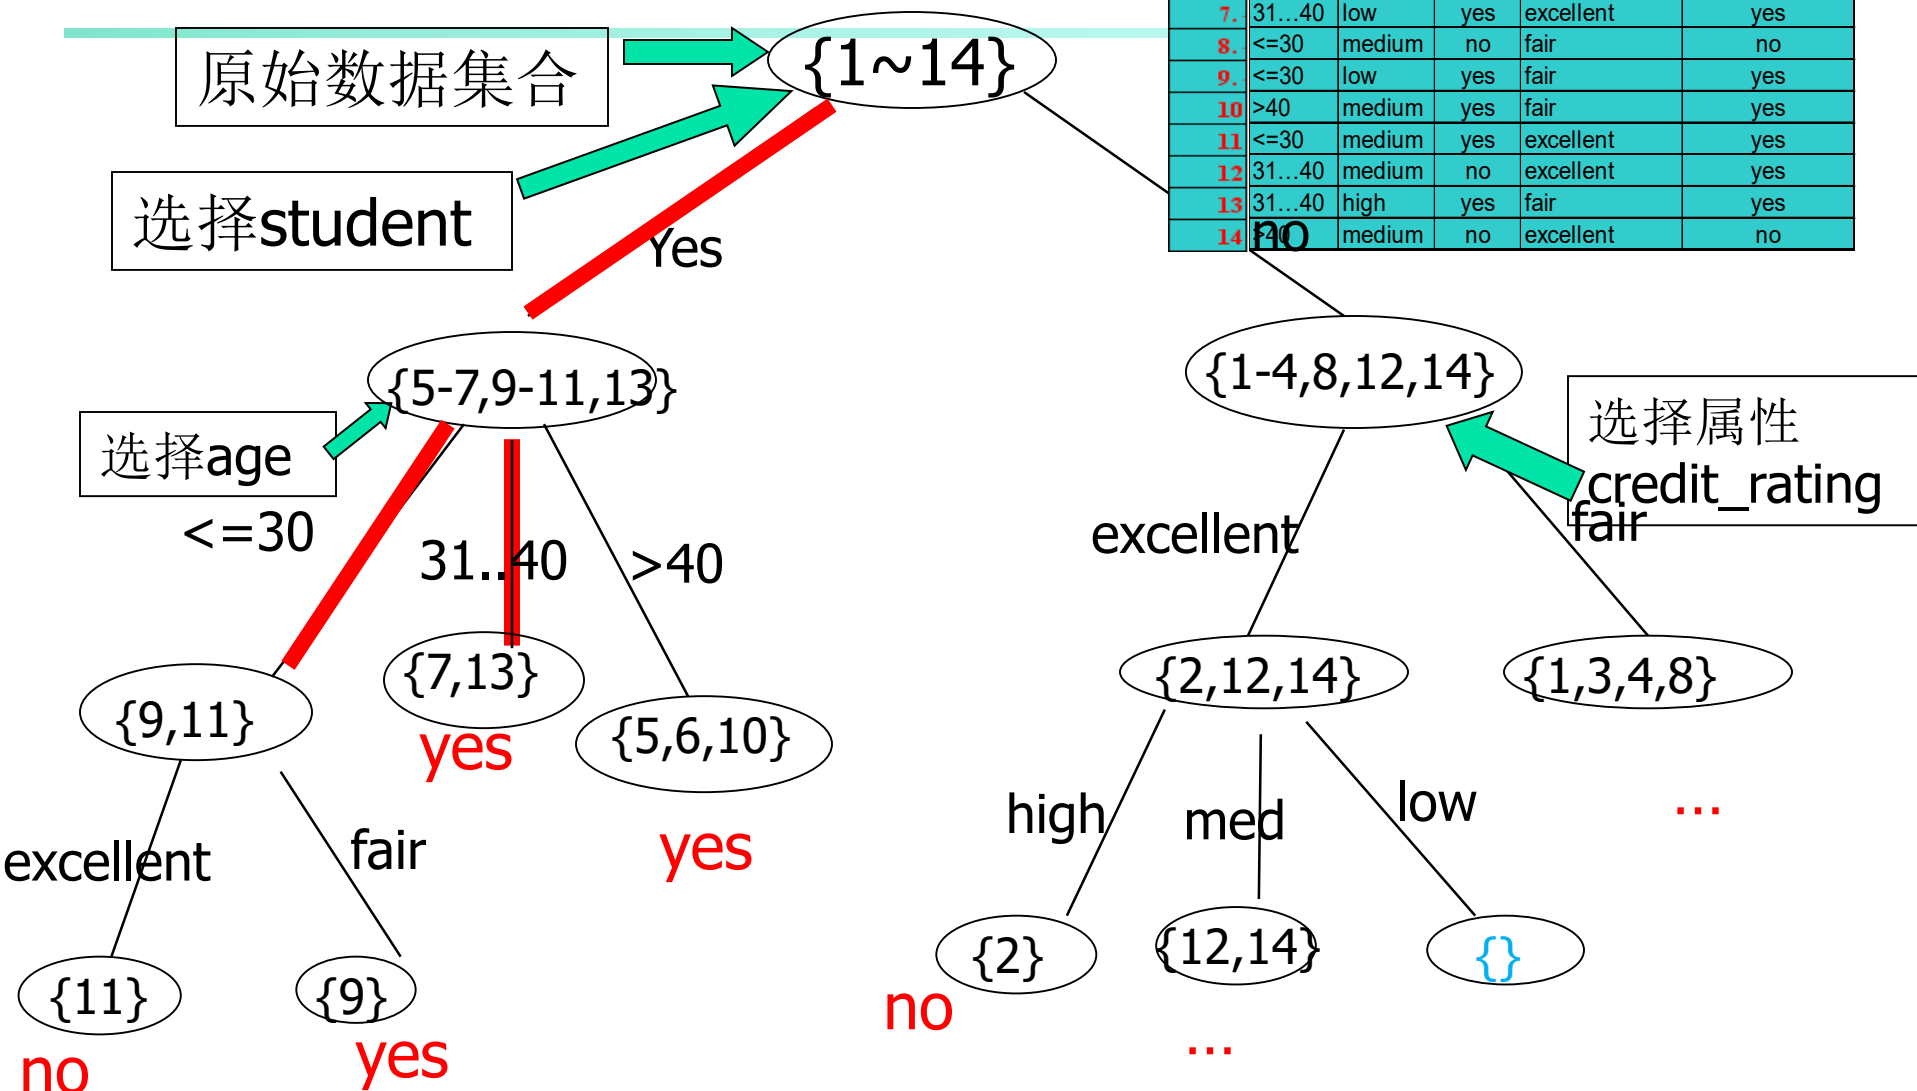 7. 31…40 low yes excellent yes
8. <=30 medium no fair no
9. <=30 low yes fair yes
10 >40 medium yes fair yes
11 <=30 medium yes excellent yes
12 31…40 medium no excellent yes
13 31…40 high yes fair yes
14 >40 medium no excellent no
原始数据集合
{1~14}
选择student
Yes
no
{5-7,9-11,13}
{1-4,8,12,14}
选择age
选择属性
credit_rating
<=30
31..40
>40
excellent
fair
{9,11}
{7,13}
yes
{5,6,10}
yes
{2,12,14}
{1,3,4,8}
...
excellent
fair
high
med
low
{11}
no
{9}
yes
{2}
no
{12,14}
...
{}